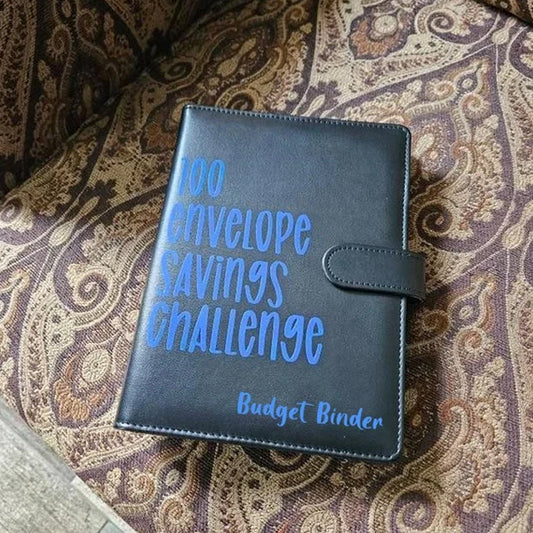 100
Envelope
Savings
Challenge
Budget Binder